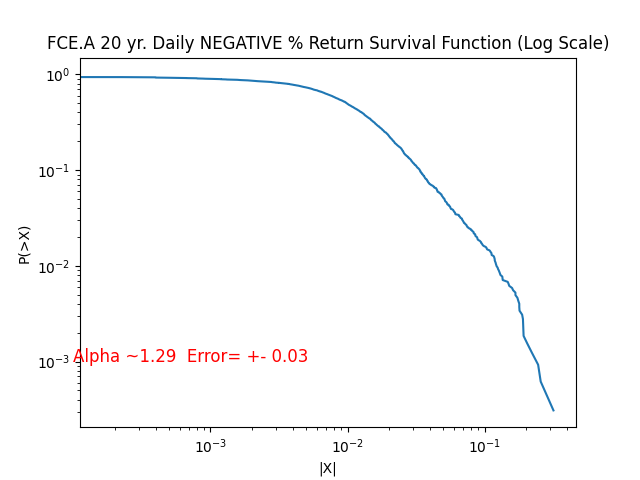 FCE.A 20 yr. Daily NEGATIVE % Return Survival Function (Log Scale)
10⁰
10⁻¹
P(>X)
10⁻²
10⁻³
Alpha ~1.29 Error= +- 0.03
10⁻³ 10⁻² 10⁻¹
|X|